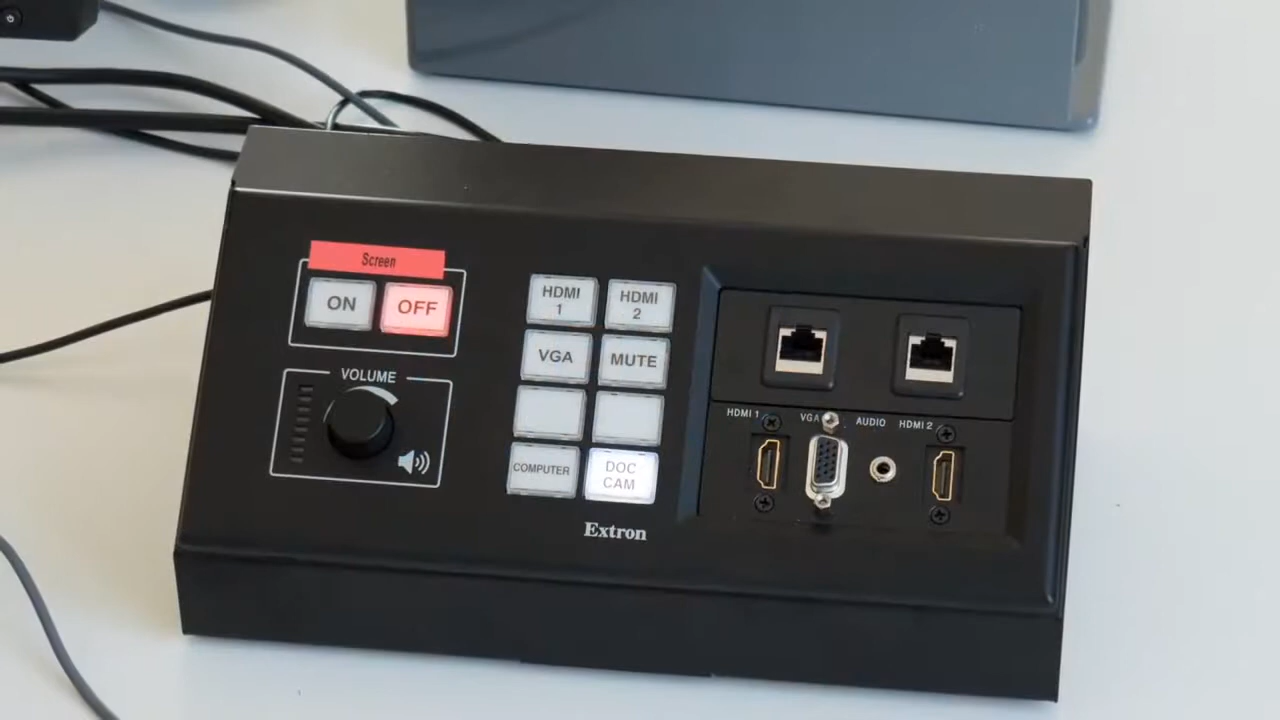 Screen
ON
OFF
VOLUME
HDMI
1
HDMI
2
VGA
MUTE
COMPUTER
DOC
CAM
Extron
HDMI 1
VGA
AUDIO
HDMI 2